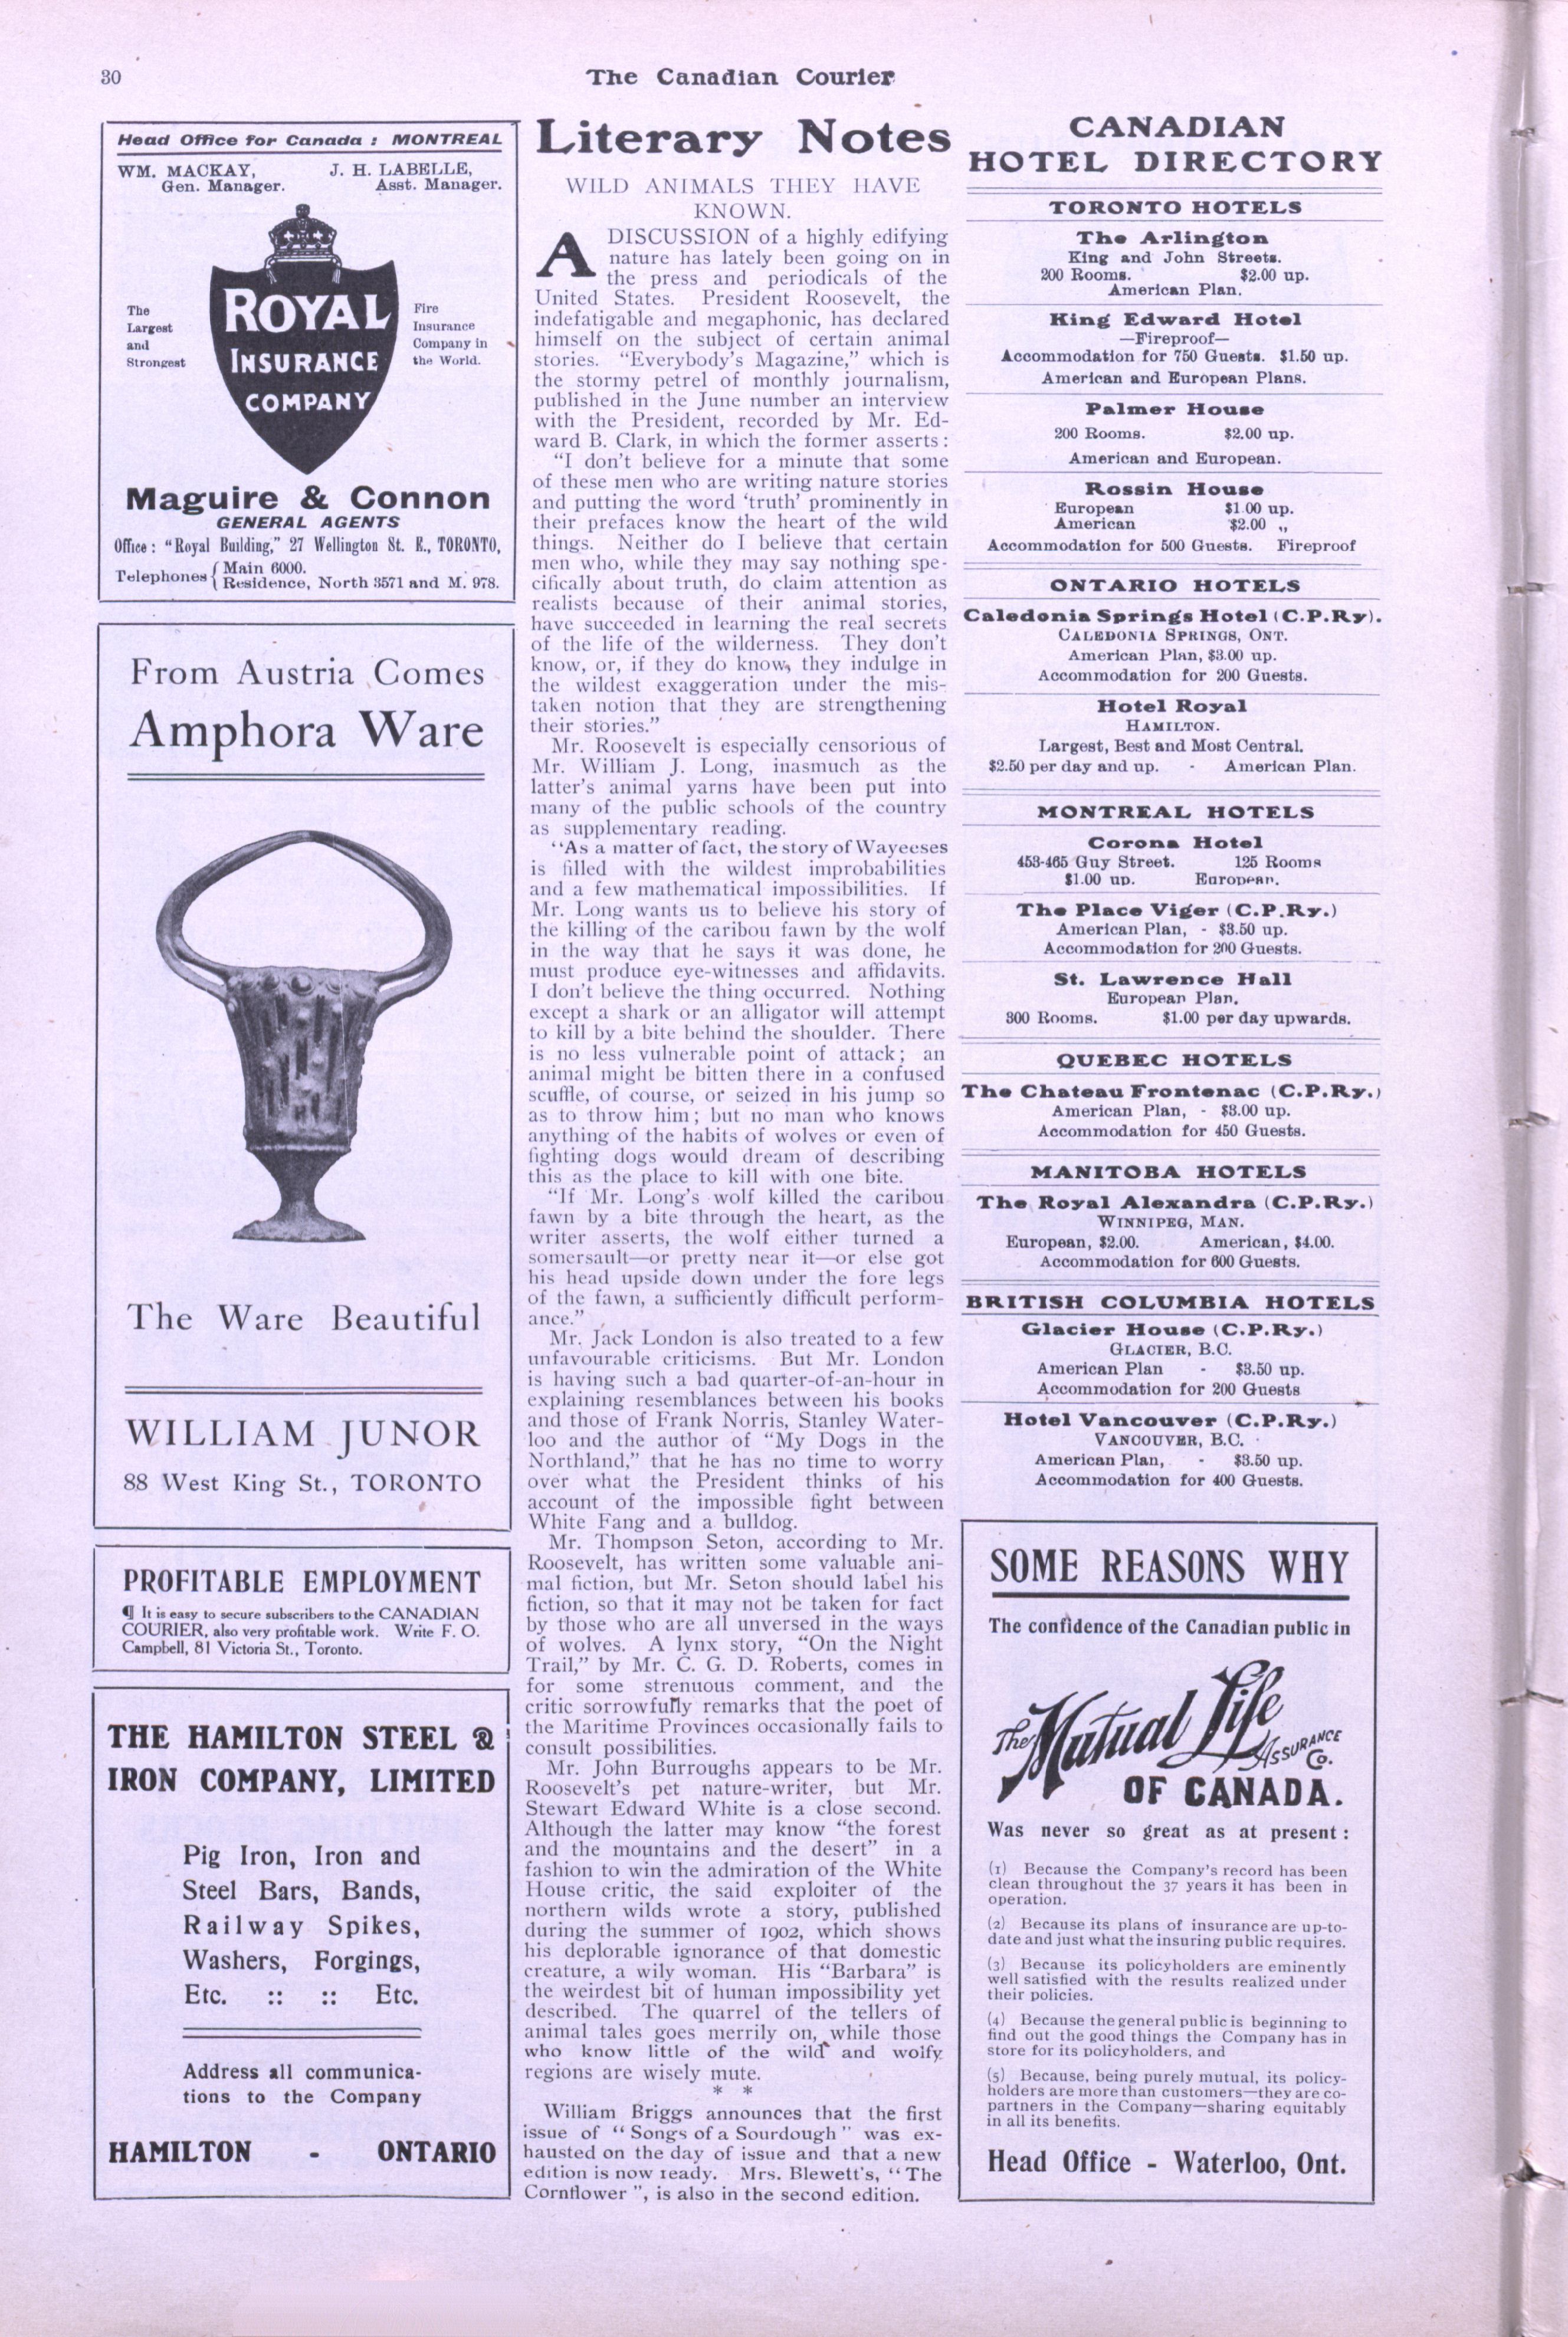 30
The Canadian Courier
Head Office for Canada : MONTREAL
WM. MACKAY,
Gen. Manager.
J. H. LABELLE,
Asst. Manager.
The
Largest
and
Strongest
ROYAL
INSURANCE
COMPANY
Fire
Insurance
Company in
the World.
Maguire & Connon
GENERAL AGENTS
Office : "Royal Building," 27 Wellington St. E., TORONTO,
Telephones { Main 6000.
Residence, North 3571 and M. 978.
From Austria Comes
Amphora Ware
The Ware Beautiful
WILLIAM JUNOR
88 West King St., TORONTO
PROFITABLE EMPLOYMENT
¶ It is easy to secure subscribers to the CANADIAN
COURIER, also very profitable work. Write F. O.
Campbell, 81 Victoria St., Toronto.
THE HAMILTON STEEL &
IRON COMPANY, LIMITED
Pig Iron, Iron and
Steel Bars, Bands,
Railway Spikes,
Washers, Forgings,
Etc. :: :: Etc.
Address all communica-
tions to the Company
HAMILTON - ONTARIO
Literary Notes
WILD ANIMALS THEY HAVE
KNOWN.
A DISCUSSION of a highly edifying
nature has lately been going on in
the press and periodicals of the
United States. President Roosevelt, the
indefatigable and megaphonic, has declared
himself on the subject of certain animal
stories. "Everybody's Magazine," which is
the stormy petrel of monthly journalism,
published in the June number an interview
with the President, recorded by Mr. Ed-
ward B. Clark, in which the former asserts :
"I don't believe for a minute that some
of these men who are writing nature stories
and putting the word 'truth' prominently in
their prefaces know the heart of the wild
things. Neither do I believe that certain
men who, while they may say nothing spe-
cifically about truth, do claim attention as
realists because of their animal stories,
have succeeded in learning the real secrets
of the life of the wilderness. They don't
know, or, if they do know, they indulge in
the wildest exaggeration under the mis-
taken notion that they are strengthening
their stories."
Mr. Roosevelt is especially censorious of
Mr. William J. Long, inasmuch as the
latter's animal yarns have been put into
many of the public schools of the country
as supplementary reading.
"As a matter of fact, the story of Wayeeses
is filled with the wildest improbabilities
and a few mathematical impossibilities. If
Mr. Long wants us to believe his story of
the killing of the caribou fawn by the wolf
in the way that he says it was done, he
must produce eye-witnesses and affidavits.
I don't believe the thing occurred. Nothing
except a shark or an alligator will attempt
to kill by a bite behind the shoulder. There
is no less vulnerable point of attack; an
animal might be bitten there in a confused
scuffle, of course, or seized in his jump so
as to throw him; but no man who knows
anything of the habits of wolves or even of
fighting dogs would dream of describing
this as the place to kill with one bite.
"If Mr. Long's wolf killed the caribou
fawn by a bite through the heart, as the
writer asserts, the wolf either turned a
somersault—or pretty near it—or else got
his head upside down under the fore legs
of the fawn, a sufficiently difficult perform-
ance."
Mr. Jack London is also treated to a few
unfavourable criticisms. But Mr. London
is having such a bad quarter-of-an-hour in
explaining resemblances between his books
and those of Frank Norris, Stanley Water-
loo and the author of "My Dogs in the
Northland," that he has no time to worry
over what the President thinks of his
account of the impossible fight between
White Fang and a bulldog.
Mr. Thompson Seton, according to Mr.
Roosevelt, has written some valuable ani-
mal fiction, but Mr. Seton should label his
fiction, so that it may not be taken for fact
by those who are all unversed in the ways
of wolves. A lynx story, "On the Night
Trail," by Mr. C. G. D. Roberts, comes in
for some strenuous comment, and the
critic sorrowfully remarks that the poet of
the Maritime Provinces occasionally fails to
consult possibilities.
Mr. John Burroughs appears to be Mr.
Roosevelt's pet nature-writer, but Mr.
Stewart Edward White is a close second.
Although the latter may know "the forest
and the mountains and the desert" in a
fashion to win the admiration of the White
House critic, the said exploiter of the
northern wilds wrote a story, published
during the summer of 1902, which shows
his deplorable ignorance of that domestic
creature, a wily woman. His "Barbara" is
the weirdest bit of human impossibility yet
described. The quarrel of the tellers of
animal tales goes merrily on, while those
who know little of the wild and wolfy
regions are wisely mute.
* *
William Briggs announces that the first
issue of "Songs of a Sourdough" was ex-
hausted on the day of issue and that a new
edition is now ready. Mrs. Blewett's, "The
Cornflower", is also in the second edition.
CANADIAN
HOTEL DIRECTORY
TORONTO HOTELS
The Arlington
King and John Streets.
200 Rooms. $2.00 up.
American Plan.
King Edward Hotel
—Fireproof—
Accommodation for 750 Guests. $1.50 up.
American and European Plans.
Palmer House
200 Rooms. $2.00 up.
American and European.
Rossin House
European $1.00 up.
American $2.00 ,,
Accommodation for 500 Guests. Fireproof
ONTARIO HOTELS
Caledonia Springs Hotel (C.P.Ry).
CALEDONIA SPRINGS, ONT.
American Plan, $3.00 up.
Accommodation for 200 Guests.
Hotel Royal
HAMILTON.
Largest, Best and Most Central.
$2.50 per day and up. - American Plan.
MONTREAL HOTELS
Corona Hotel
453-465 Guy Street. 125 Rooms
$1.00 up. European.
The Place Viger (C.P.Ry.)
American Plan, - $3.50 up.
Accommodation for 200 Guests.
St. Lawrence Hall
European Plan.
300 Rooms. $1.00 per day upwards.
QUEBEC HOTELS
The Chateau Frontenac (C.P.Ry.)
American Plan, - $3.00 up.
Accommodation for 450 Guests.
MANITOBA HOTELS
The Royal Alexandra (C.P.Ry.)
WINNIPEG, MAN.
European, $2.00. American, $4.00.
Accommodation for 600 Guests.
BRITISH COLUMBIA HOTELS
Glacier House (C.P.Ry.)
GLACIER, B.C.
American Plan - $3.50 up.
Accommodation for 200 Guests
Hotel Vancouver (C.P.Ry.)
VANCOUVER, B.C.
American Plan, - $3.50 up.
Accommodation for 400 Guests.
SOME REASONS WHY
The confidence of the Canadian public in
The Mutual Life
ASSURANCE
Co.
OF CANADA.
Was never so great as at present :
(1) Because the Company's record has been
clean throughout the 37 years it has been in
operation.
(2) Because its plans of insurance are up-to-
date and just what the insuring public requires.
(3) Because its policyholders are eminently
well satisfied with the results realized under
their policies.
(4) Because the general public is beginning to
find out the good things the Company has in
store for its policyholders, and
(5) Because, being purely mutual, its policy-
holders are more than customers—they are co-
partners in the Company—sharing equitably
in all its benefits.
Head Office - Waterloo, Ont.